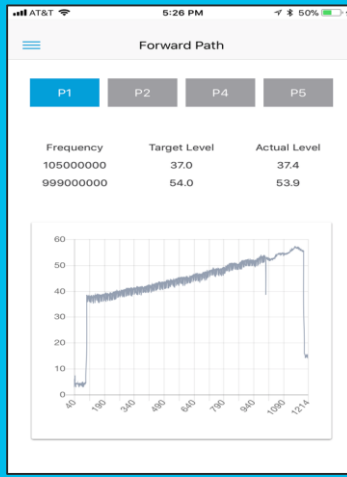 AT&T 5:26 PM 50%
Forward Path
P1 P2 P4 P5
Frequency Target Level Actual Level
105000000 37.0 37.4
999000000 54.0 53.9
60
50
40
30
20
10
0
40 190 340 490 640 790 940 1090 1214